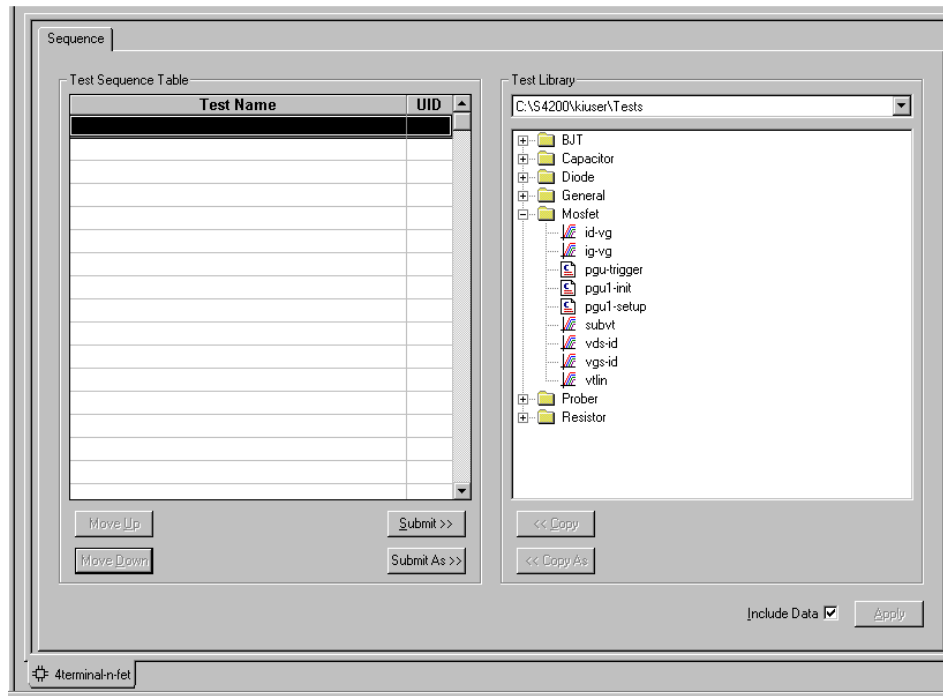 Sequence
Test Sequence Table
Test Name UID
Move Up
Submit >>
Move Down
Submit As >>
Test Library
C:\S4200\kiuser\Tests
BJT
Capacitor
Diode
General
Mosfet
id-vg
ig-vg
pgu-trigger
pgu1-init
pgu1-setup
subvt
vds-id
vgs-id
vtlin
Prober
Resistor
<< Copy
<< Copy As
Include Data
Apply
4terminal-n-fet